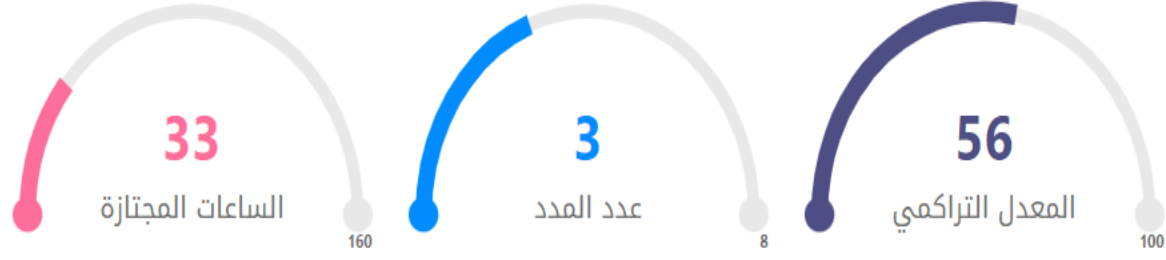 56
المعدل التراكمي
100
3
عدد المدد
8
33
الساعات المجتازة
160